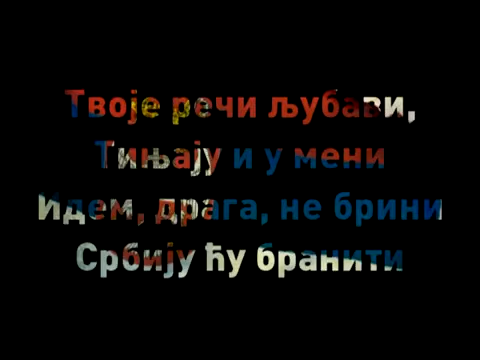 Твоје речи љубави,
Тињају и у мени
Идем, драга, не брини
Србију ћу бранити